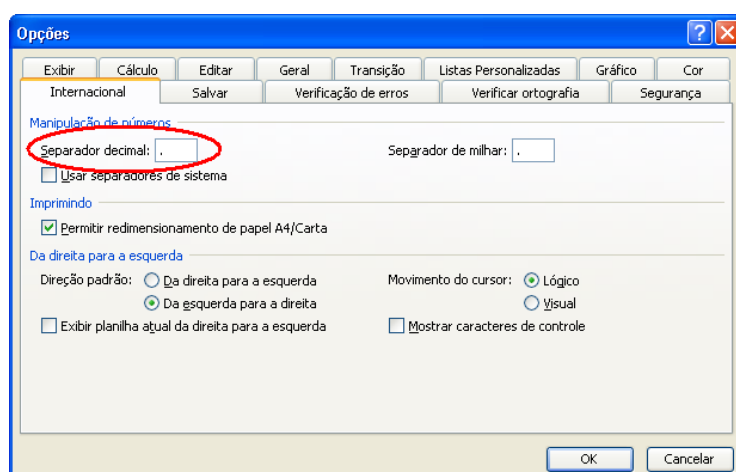 Opções
Exibir Cálculo Editar Geral Transição Listas Personalizadas Gráfico Cor
Internacional Salvar Verificação de erros Verificar ortografia Segurança
Manipulação de números
Separador decimal: . Separador de milhar: .
Usar separadores de sistema
Imprimindo
Permitir redimensionamento de papel A4/Carta
Da direita para a esquerda
Direção padrão: Da direita para a esquerda Movimento do cursor: Lógico
Da esquerda para a direita Visual
Exibir planilha atual da direita para a esquerda Mostrar caracteres de controle
OK Cancelar